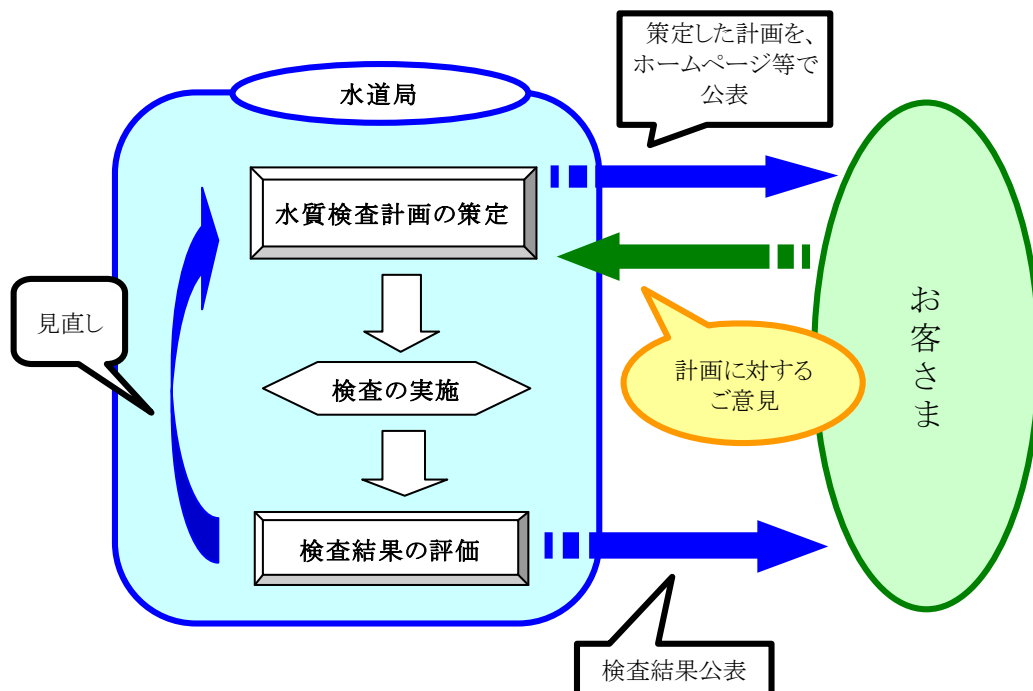 策定した計画を、
ホームページ等で
公表
水道局
水質検査計画の策定
見直し
検査の実施
計画に対する
ご意見
お客さま
検査結果の評価
検査結果公表